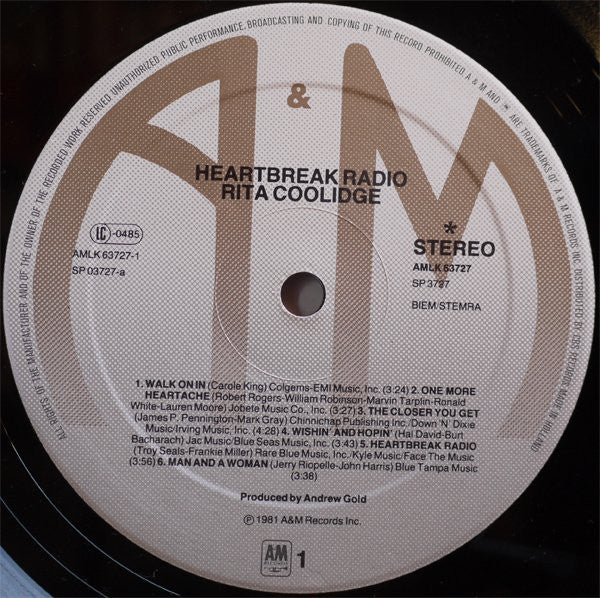 ALL RIGHTS OF THE MANUFACTURER AND OF THE OWNER OF THE RECORDED WORK RESERVED UNAUTHORIZED PUBLIC PERFORMANCE, BROADCASTING AND COPYING OF THIS RECORD PROHIBITED A & M AND ARE TRADEMARKS OF A & M RECORDS INC. DISTRIBUTED BY CBS RECORDS. MADE IN HOLLAND
A&M
HEARTBREAK RADIO
RITA COOLIDGE
LC-0485
AMLK 63727-1
SP 03727-a
*
STEREO
AMLK 63727
SP 3727
BIEM/STEMRA
1. WALK ON IN (Carole King) Colgems-EMI Music, Inc. (3:24) 2. ONE MORE
HEARTACHE (Robert Rogers-William Robinson-Marvin Tarplin-Ronald
White-Lauren Moore) Jobete Music Co., Inc. (3:27) 3. THE CLOSER YOU GET
(James P. Pennington-Mark Gray) Chinnichap Publishing Inc./Down 'N' Dixie
Music/Irving Music, Inc. (4:28) 4. WISHIN' AND HOPIN' (Hal David-Burt
Bacharach) Jac Music/Blue Seas Music, Inc. (3:43) 5. HEARTBREAK RADIO
(Troy Seals-Frankie Miller) Rare Blue Music, Inc./Kyle Music/Face The Music
(3:56) 6. MAN AND A WOMAN (Jerry Riopelle-John Harris) Blue Tampa Music
(3:38)
Produced by Andrew Gold
℗ 1981 A&M Records Inc.
AM
RECORDS
1